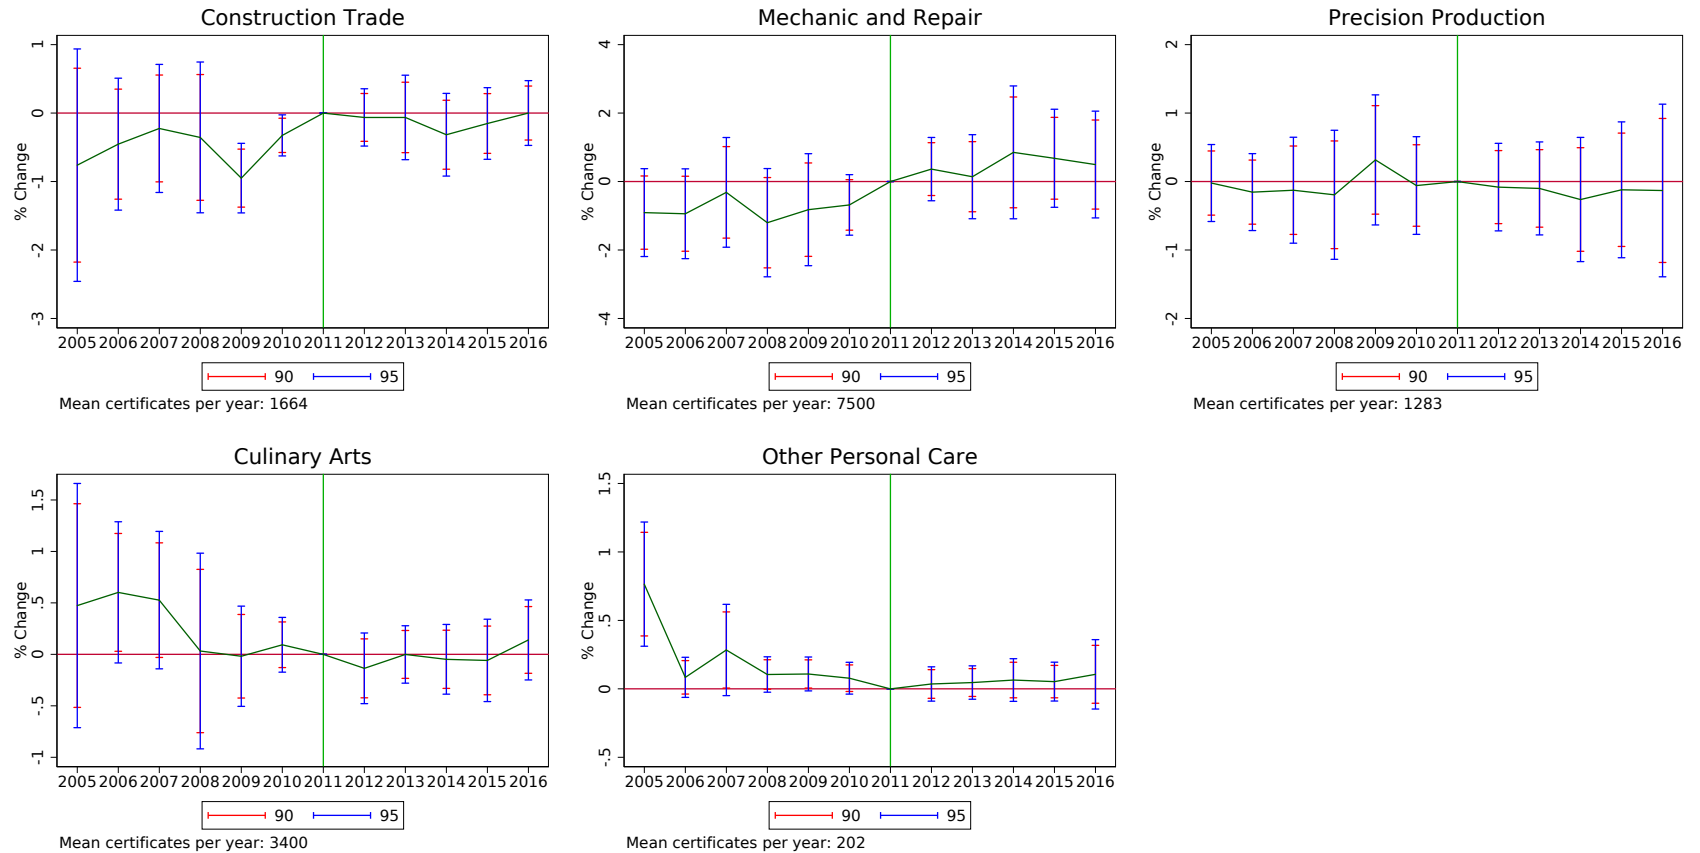 Construction Trade
% Change
1
0
-1
-2
-3
2005 2006 2007 2008 2009 2010 2011 2012 2013 2014 2015 2016
90 95
Mean certificates per year: 1664
Mechanic and Repair
% Change
4
2
0
-2
-4
2005 2006 2007 2008 2009 2010 2011 2012 2013 2014 2015 2016
90 95
Mean certificates per year: 7500
Precision Production
% Change
2
1
0
-1
-2
2005 2006 2007 2008 2009 2010 2011 2012 2013 2014 2015 2016
90 95
Mean certificates per year: 1283
Culinary Arts
% Change
1.5
1
.5
0
-.5
-1
2005 2006 2007 2008 2009 2010 2011 2012 2013 2014 2015 2016
90 95
Mean certificates per year: 3400
Other Personal Care
% Change
1.5
1
.5
0
-.5
2005 2006 2007 2008 2009 2010 2011 2012 2013 2014 2015 2016
90 95
Mean certificates per year: 202